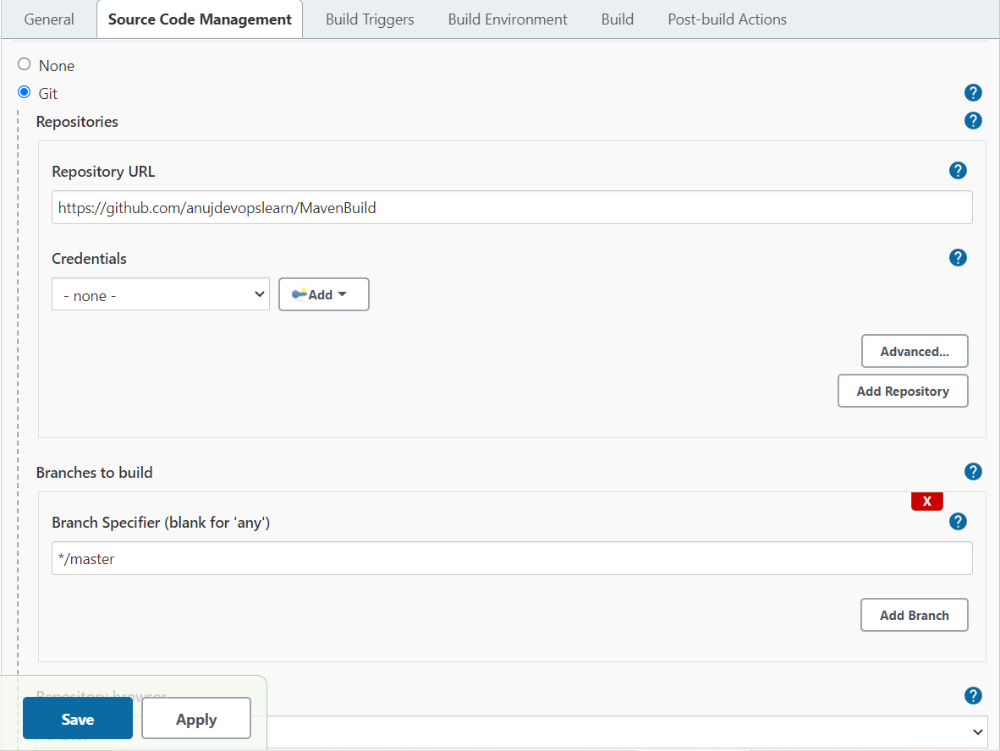 General Source Code Management Build Triggers Build Environment Build Post-build Actions
None
Git ?
Repositories ?
Repository URL ?
https://github.com/anujdevopslearn/MavenBuild
Credentials ?
- none - Add
Advanced...
Add Repository
Branches to build ?
X
Branch Specifier (blank for 'any') ?
*/master
Add Branch
Repository browser ?
Save Apply